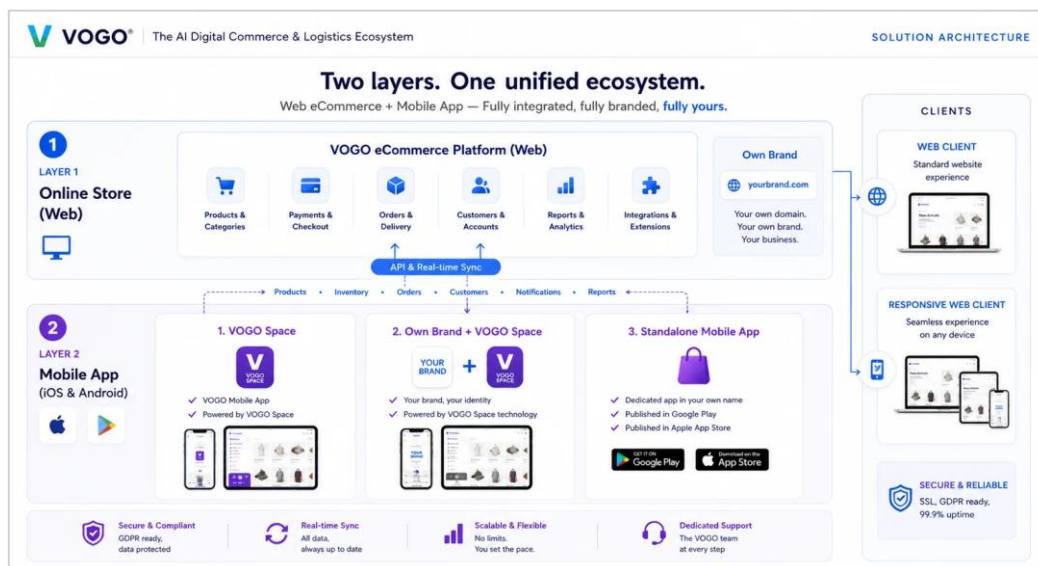 VOGO®
The AI Digital Commerce & Logistics Ecosystem
SOLUTION ARCHITECTURE
Two layers. One unified ecosystem.
Web eCommerce + Mobile App — Fully integrated, fully branded, fully yours.
1
LAYER 1
Online Store
(Web)
VOGO eCommerce Platform (Web)
Products &
Categories
Payments &
Checkout
Orders &
Delivery
Customers &
Accounts
Reports &
Analytics
Integrations &
Extensions
Own Brand
yourbrand.com
Your own domain.
Your own brand.
Your business.
API & Real-time Sync
Products • Inventory • Orders • Customers • Notifications • Reports
2
LAYER 2
Mobile App
(iOS & Android)
1. VOGO Space
V
VOGO
SPACE
VOGO Mobile App
Powered by VOGO Space
2. Own Brand + VOGO Space
YOUR
BRAND
+
V
VOGO
SPACE
Your brand, your identity
Powered by VOGO Space technology
YOUR
BRAND
3. Standalone Mobile App
Dedicated app in your own name
Published in Google Play
Published in Apple App Store
GET IT ON
Google Play
Download on the
App Store
CLIENTS
WEB CLIENT
Standard website
experience
RESPONSIVE WEB CLIENT
Seamless experience
on any device
SECURE & RELIABLE
SSL, GDPR ready,
99.9% uptime
Secure & Compliant
GDPR ready,
data protected
Real-time Sync
All data,
always up to date
Scalable & Flexible
No limits.
You set the pace.
Dedicated Support
The VOGO team
at every step